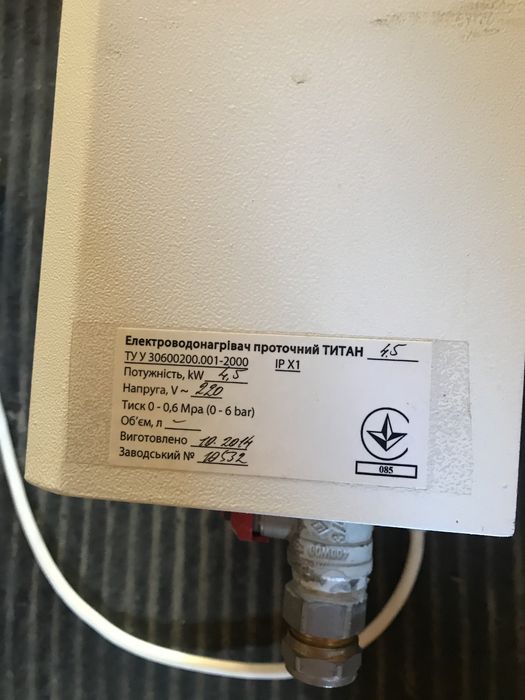 Електроводонагрівач проточний ТИТАН 4,5
ТУ У 30600200.001-2000 IP X1
Потужність, kW 4,5
Напруга, V ~ 220
Тиск 0 - 0,6 Mpa (0 - 6 bar)
Об'єм, л –
Виготовлено 10.2014
Заводський № 10532
085